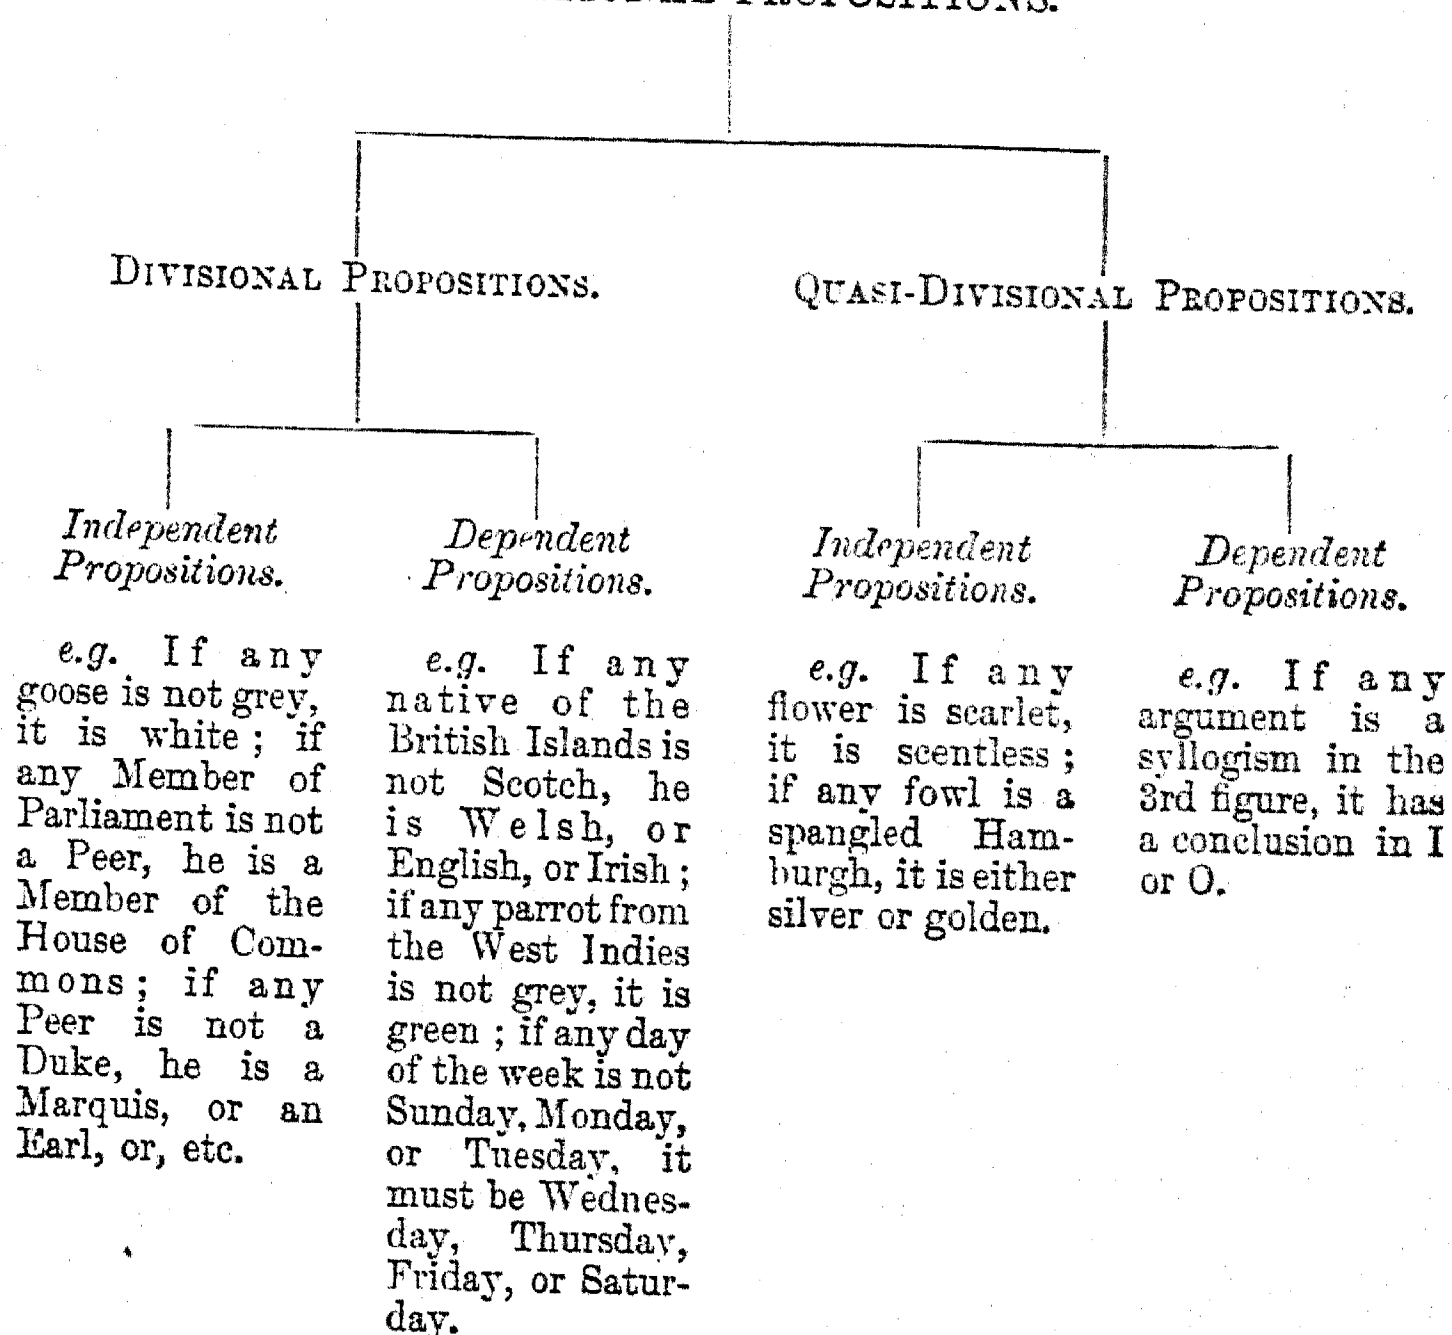 PROPOSITIONS.
DIVISIONAL PROPOSITIONS.
QUASI-DIVISIONAL PROPOSITIONS.
Independent
Propositions.
e.g. If any
goose is not grey,
it is white; if
any Member of
Parliament is not
a Peer, he is a
Member of the
House of Com-
mons; if any
Peer is not a
Duke, he is a
Marquis, or an
Earl, or, etc.
Dependent
Propositions.
e.g. If any
native of the
British Islands is
not Scotch, he
is Welsh, or
English, or Irish;
if any parrot from
the West Indies
is not grey, it is
green; if any day
of the week is not
Sunday, Monday,
or Tuesday, it
must be Wednes-
day, Thursday,
Friday, or Satur-
day.
Independent
Propositions.
e.g. If any
flower is scarlet,
it is scentless;
if any fowl is a
spangled Ham-
burgh, it is either
silver or golden.
Dependent
Propositions.
e.g. If any
argument is a
syllogism in the
3rd figure, it has
a conclusion in I
or O.